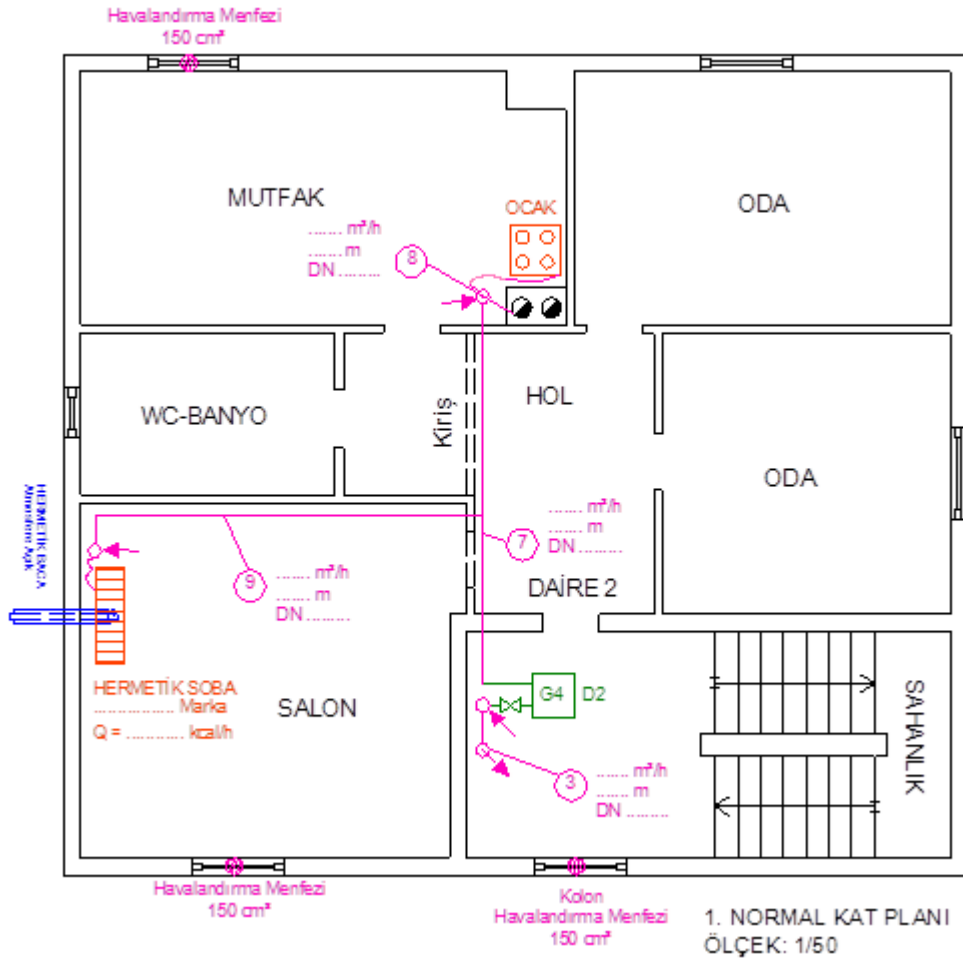 Havalandırma Menfezi
150 cm²
MUTFAK
OCAK
ODA
....... m³/h
....... m
DN .........
8
WC-BANYO
Kiriş
HOL
ODA
HERMETİK BACA
Atmosfere Açık
....... m³/h
....... m
DN .........
7
9
....... m³/h
....... m
DN .........
DAİRE 2
HERMETİK SOBA
................. Marka
Q = ............ kcal/h
SALON
G4
D2
SAHANLIK
3
....... m³/h
....... m
DN .........
Havalandırma Menfezi
150 cm²
Kolon
Havalandırma Menfezi
150 cm²
1. NORMAL KAT PLANI
ÖLÇEK: 1/50